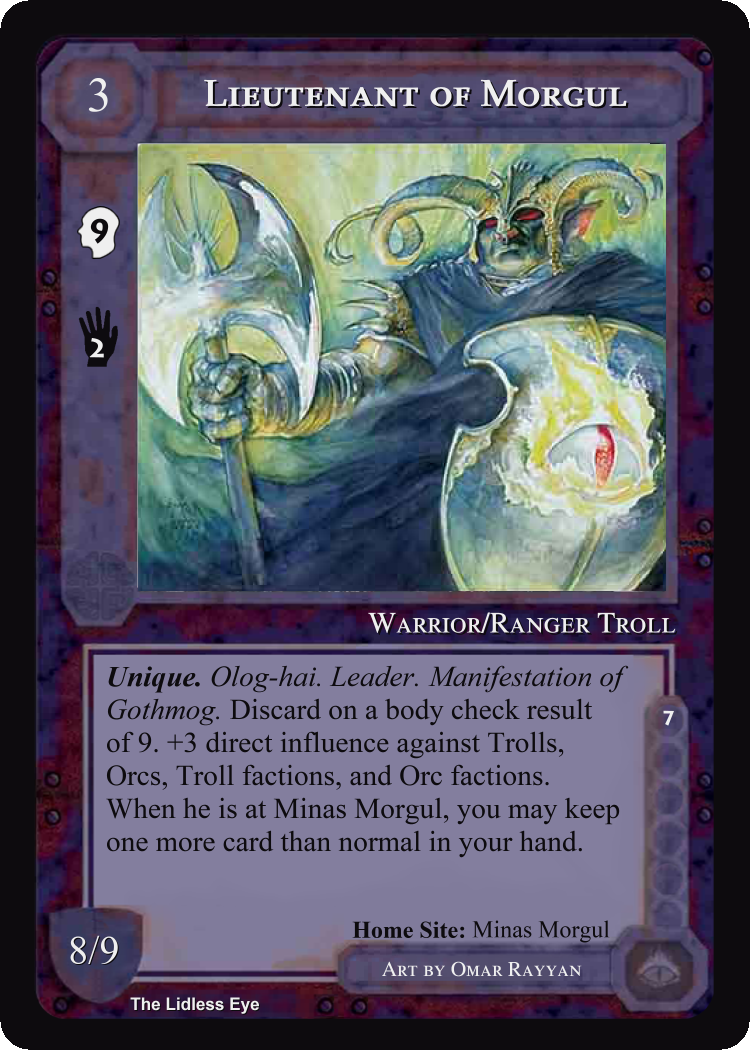 3
Lieutenant of Morgul
9
2
Warrior/Ranger Troll
Unique. Olog-hai. Leader. Manifestation of
Gothmog. Discard on a body check result
of 9. +3 direct influence against Trolls,
Orcs, Troll factions, and Orc factions.
When he is at Minas Morgul, you may keep
one more card than normal in your hand.
7
Home Site: Minas Morgul
8/9
Art by Omar Rayyan
The Lidless Eye